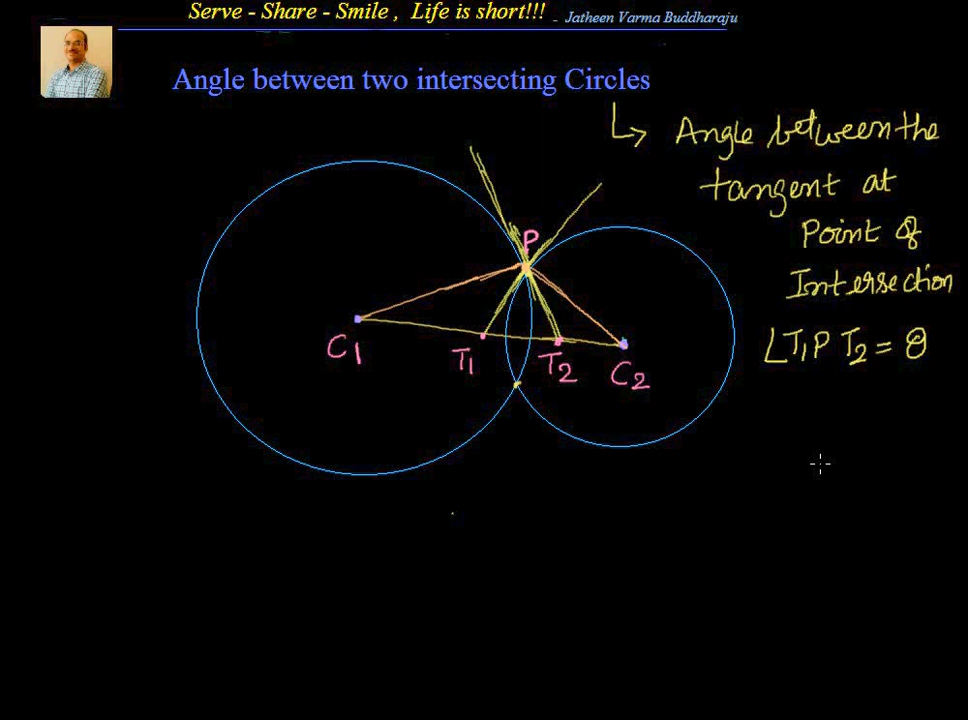 Serve - Share - Smile , Life is short!!! - Jatheen Varma Buddharaju
Angle between two intersecting Circles
Angle between the
tangent at
Point of
Intersection
∠T1PT2 = θ
P
C1
T1
T2
C2